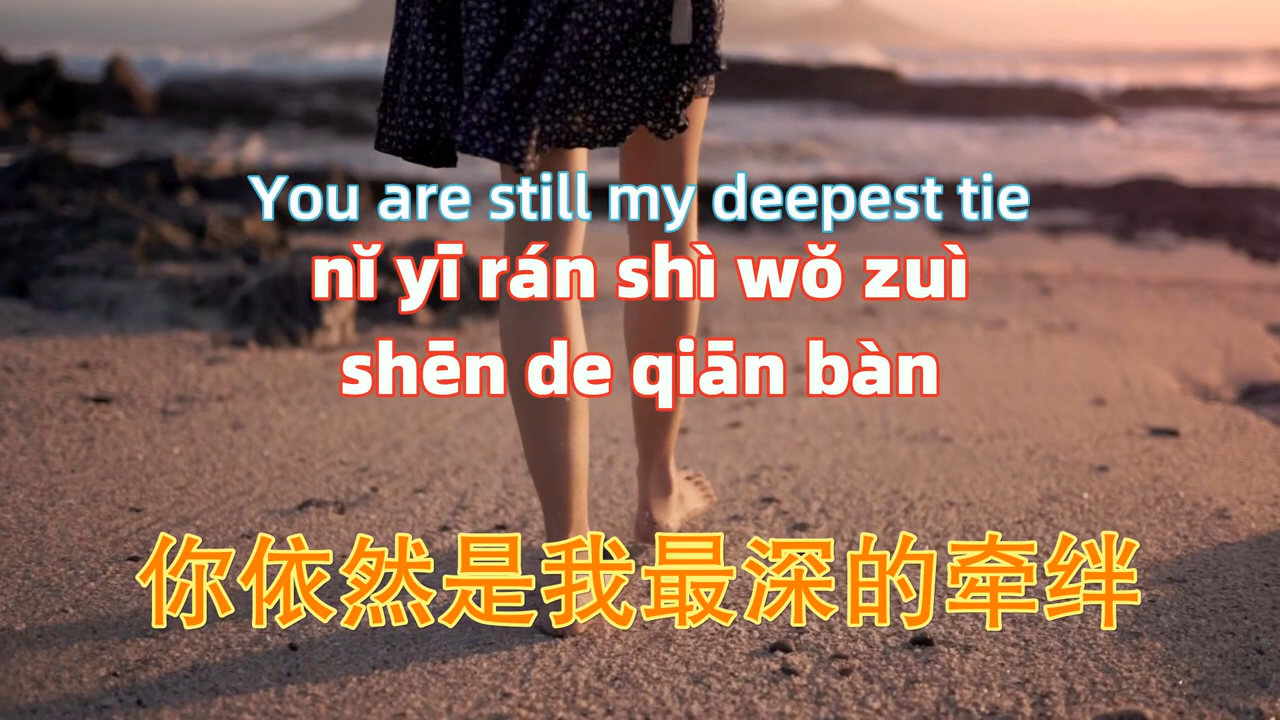 You are still my deepest tie
nǐ yī rán shì wǒ zuì
shēn de qiān bàn
你依然是我最深的牵绊